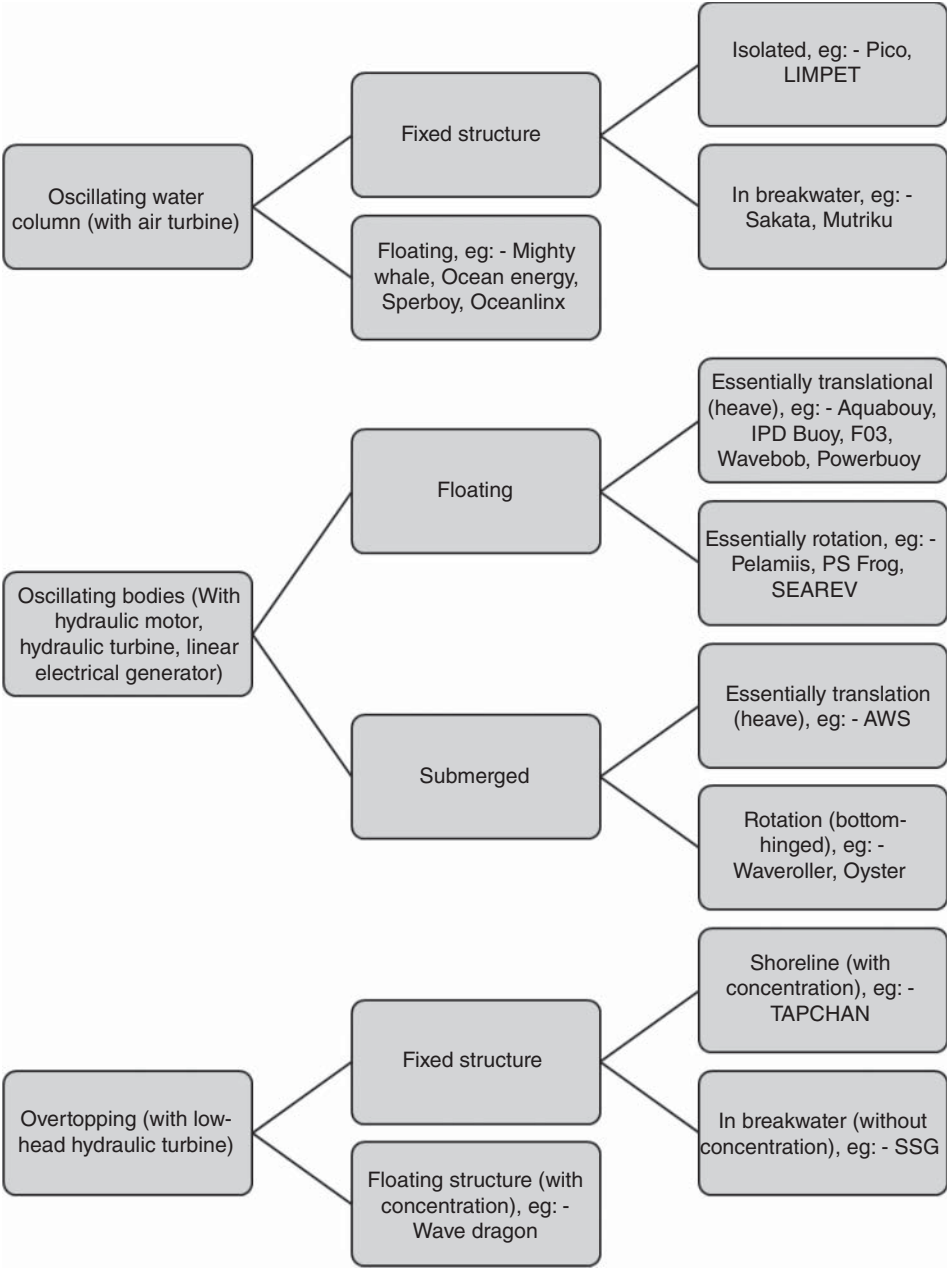 Oscillating water
column (with air turbine)
Fixed structure
Isolated, eg: - Pico,
LIMPET
In breakwater, eg: -
Sakata, Mutriku
Floating, eg: - Mighty
whale, Ocean energy,
Sperboy, Oceanlinx
Oscillating bodies (With
hydraulic motor,
hydraulic turbine, linear
electrical generator)
Floating
Essentially translational
(heave), eg: - Aquabouy,
IPD Buoy, F03,
Wavebob, Powerbuoy
Essentially rotation, eg: -
Pelamiis, PS Frog,
SEAREV
Submerged
Essentially translation
(heave), eg: - AWS
Rotation (bottom-
hinged), eg: -
Waveroller, Oyster
Overtopping (with low-
head hydraulic turbine)
Fixed structure
Shoreline (with
concentration), eg: -
TAPCHAN
In breakwater (without
concentration), eg: - SSG
Floating structure (with
concentration), eg: -
Wave dragon